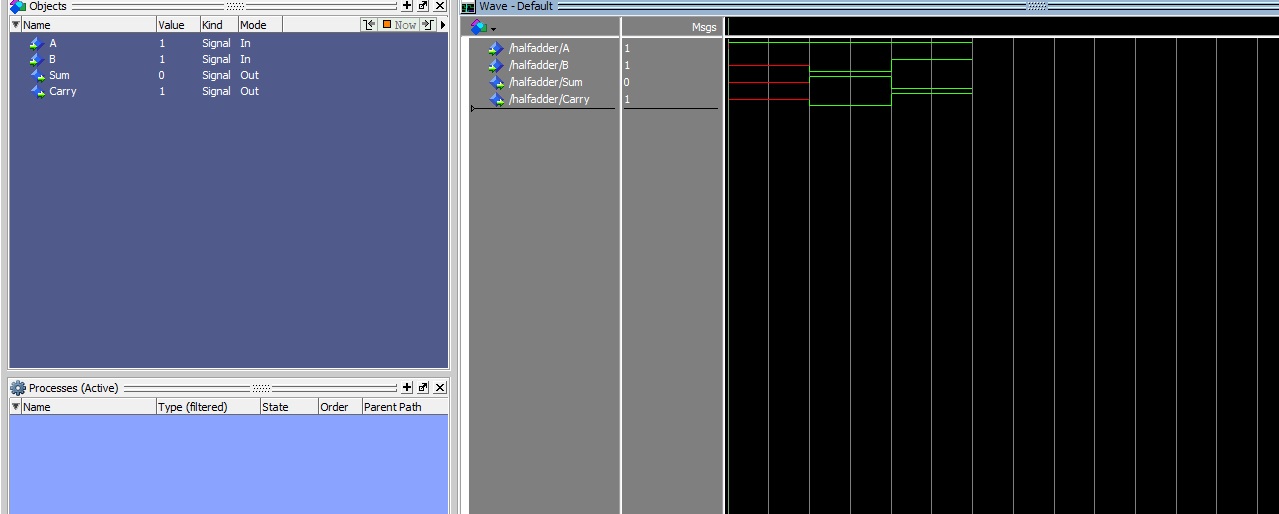 Objects
Name Value Kind Mode Now
A 1 Signal In
B 1 Signal In
Sum 0 Signal Out
Carry 1 Signal Out
Processes (Active)
Name Type (filtered) State Order Parent Path
Wave - Default
Msgs
/halfadder/A 1
/halfadder/B 1
/halfadder/Sum 0
/halfadder/Carry 1